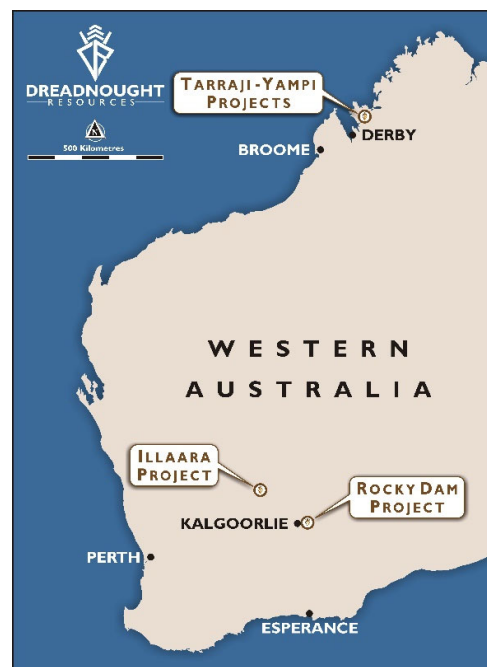 DREADNOUGHT
RESOURCES
N
500 Kilometres
TARRAJI-YAMPI
PROJECTS
DERBY
BROOME
WESTERN
AUSTRALIA
ILLAARA
PROJECT
ROCKY DAM
PROJECT
KALGOORLIE
PERTH
ESPERANCE